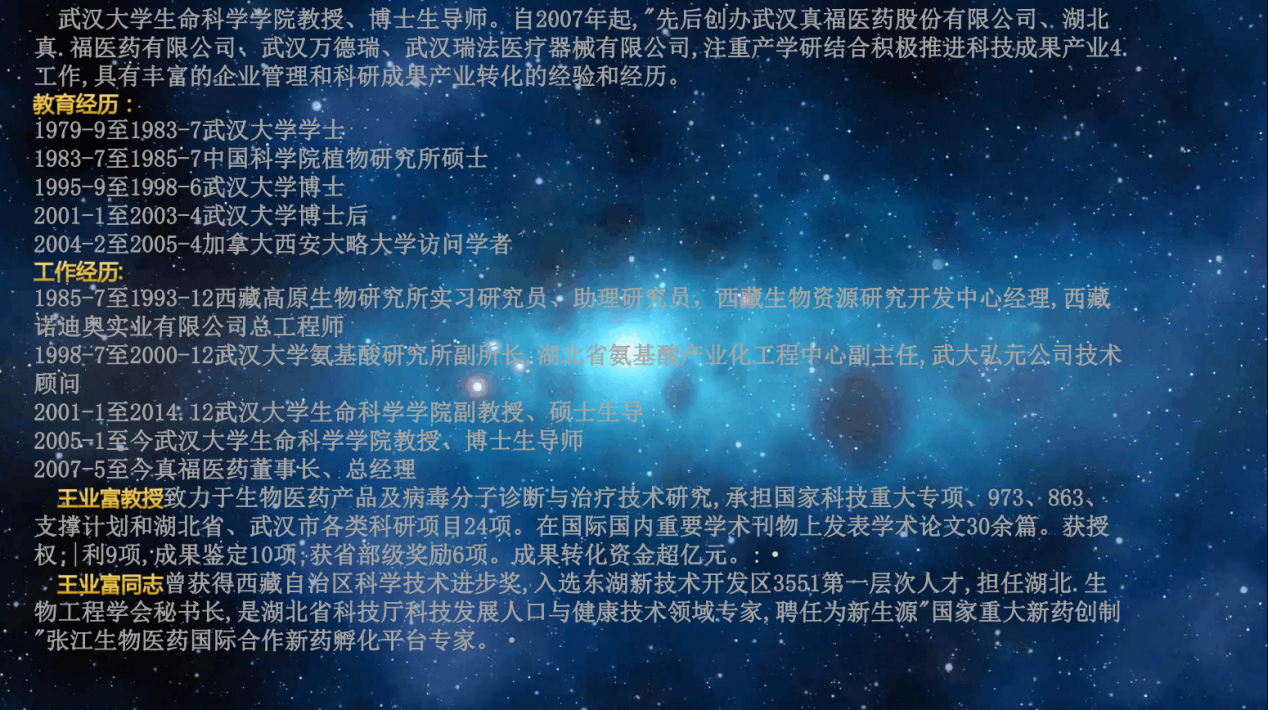 武汉大学生命科学学院教授、博士生导师。自2007年起,"先后创办武汉真福医药股份有限公司、湖北
真.福医药有限公司、武汉万德瑞、武汉瑞法医疗器械有限公司,注重产学研结合积极推进科技成果产业4.
工作,具有丰富的企业管理和科研成果产业转化的经验和经历。
教育经历：
1979-9至1983-7武汉大学学士
1983-7至1985-7中国科学院植物研究所硕士
1995-9至1998-6武汉大学博士
2001-1至2003-4武汉大学博士后
2004-2至2005-4加拿大西安大略大学访问学者
工作经历:
1985-7至1993-12西藏高原生物研究所实习研究员、助理研究员，西藏生物资源研究开发中心经理,西藏
诺迪奥实业有限公司总工程师
1998-7至2000-12武汉大学氨基酸研究所副所长,湖北省氨基酸产业化工程中心副主任,武大弘元公司技术
顾问
2001-1至2014.12武汉大学生命科学学院副教授、硕士生导
2005-1至今武汉大学生命科学学院教授、博士生导师
2007-5至今真福医药董事长、总经理
王业富教授致力于生物医药产品及病毒分子诊断与治疗技术研究,承担国家科技重大专项、973、863、
支撑计划和湖北省、武汉市各类科研项目24项。在国际国内重要学术刊物上发表学术论文30余篇。获授
权;|利9项,成果鉴定10项;获省部级奖励6项。成果转化资金超亿元。:•
王业富同志曾获得西藏自治区科学技术进步奖,入选东湖新技术开发区3551第一层次人才,担任湖北.生
物工程学会秘书长,是湖北省科技厅科技发展人口与健康技术领域专家,聘任为新生源"国家重大新药创制
"张江生物医药国际合作新药孵化平台专家。•